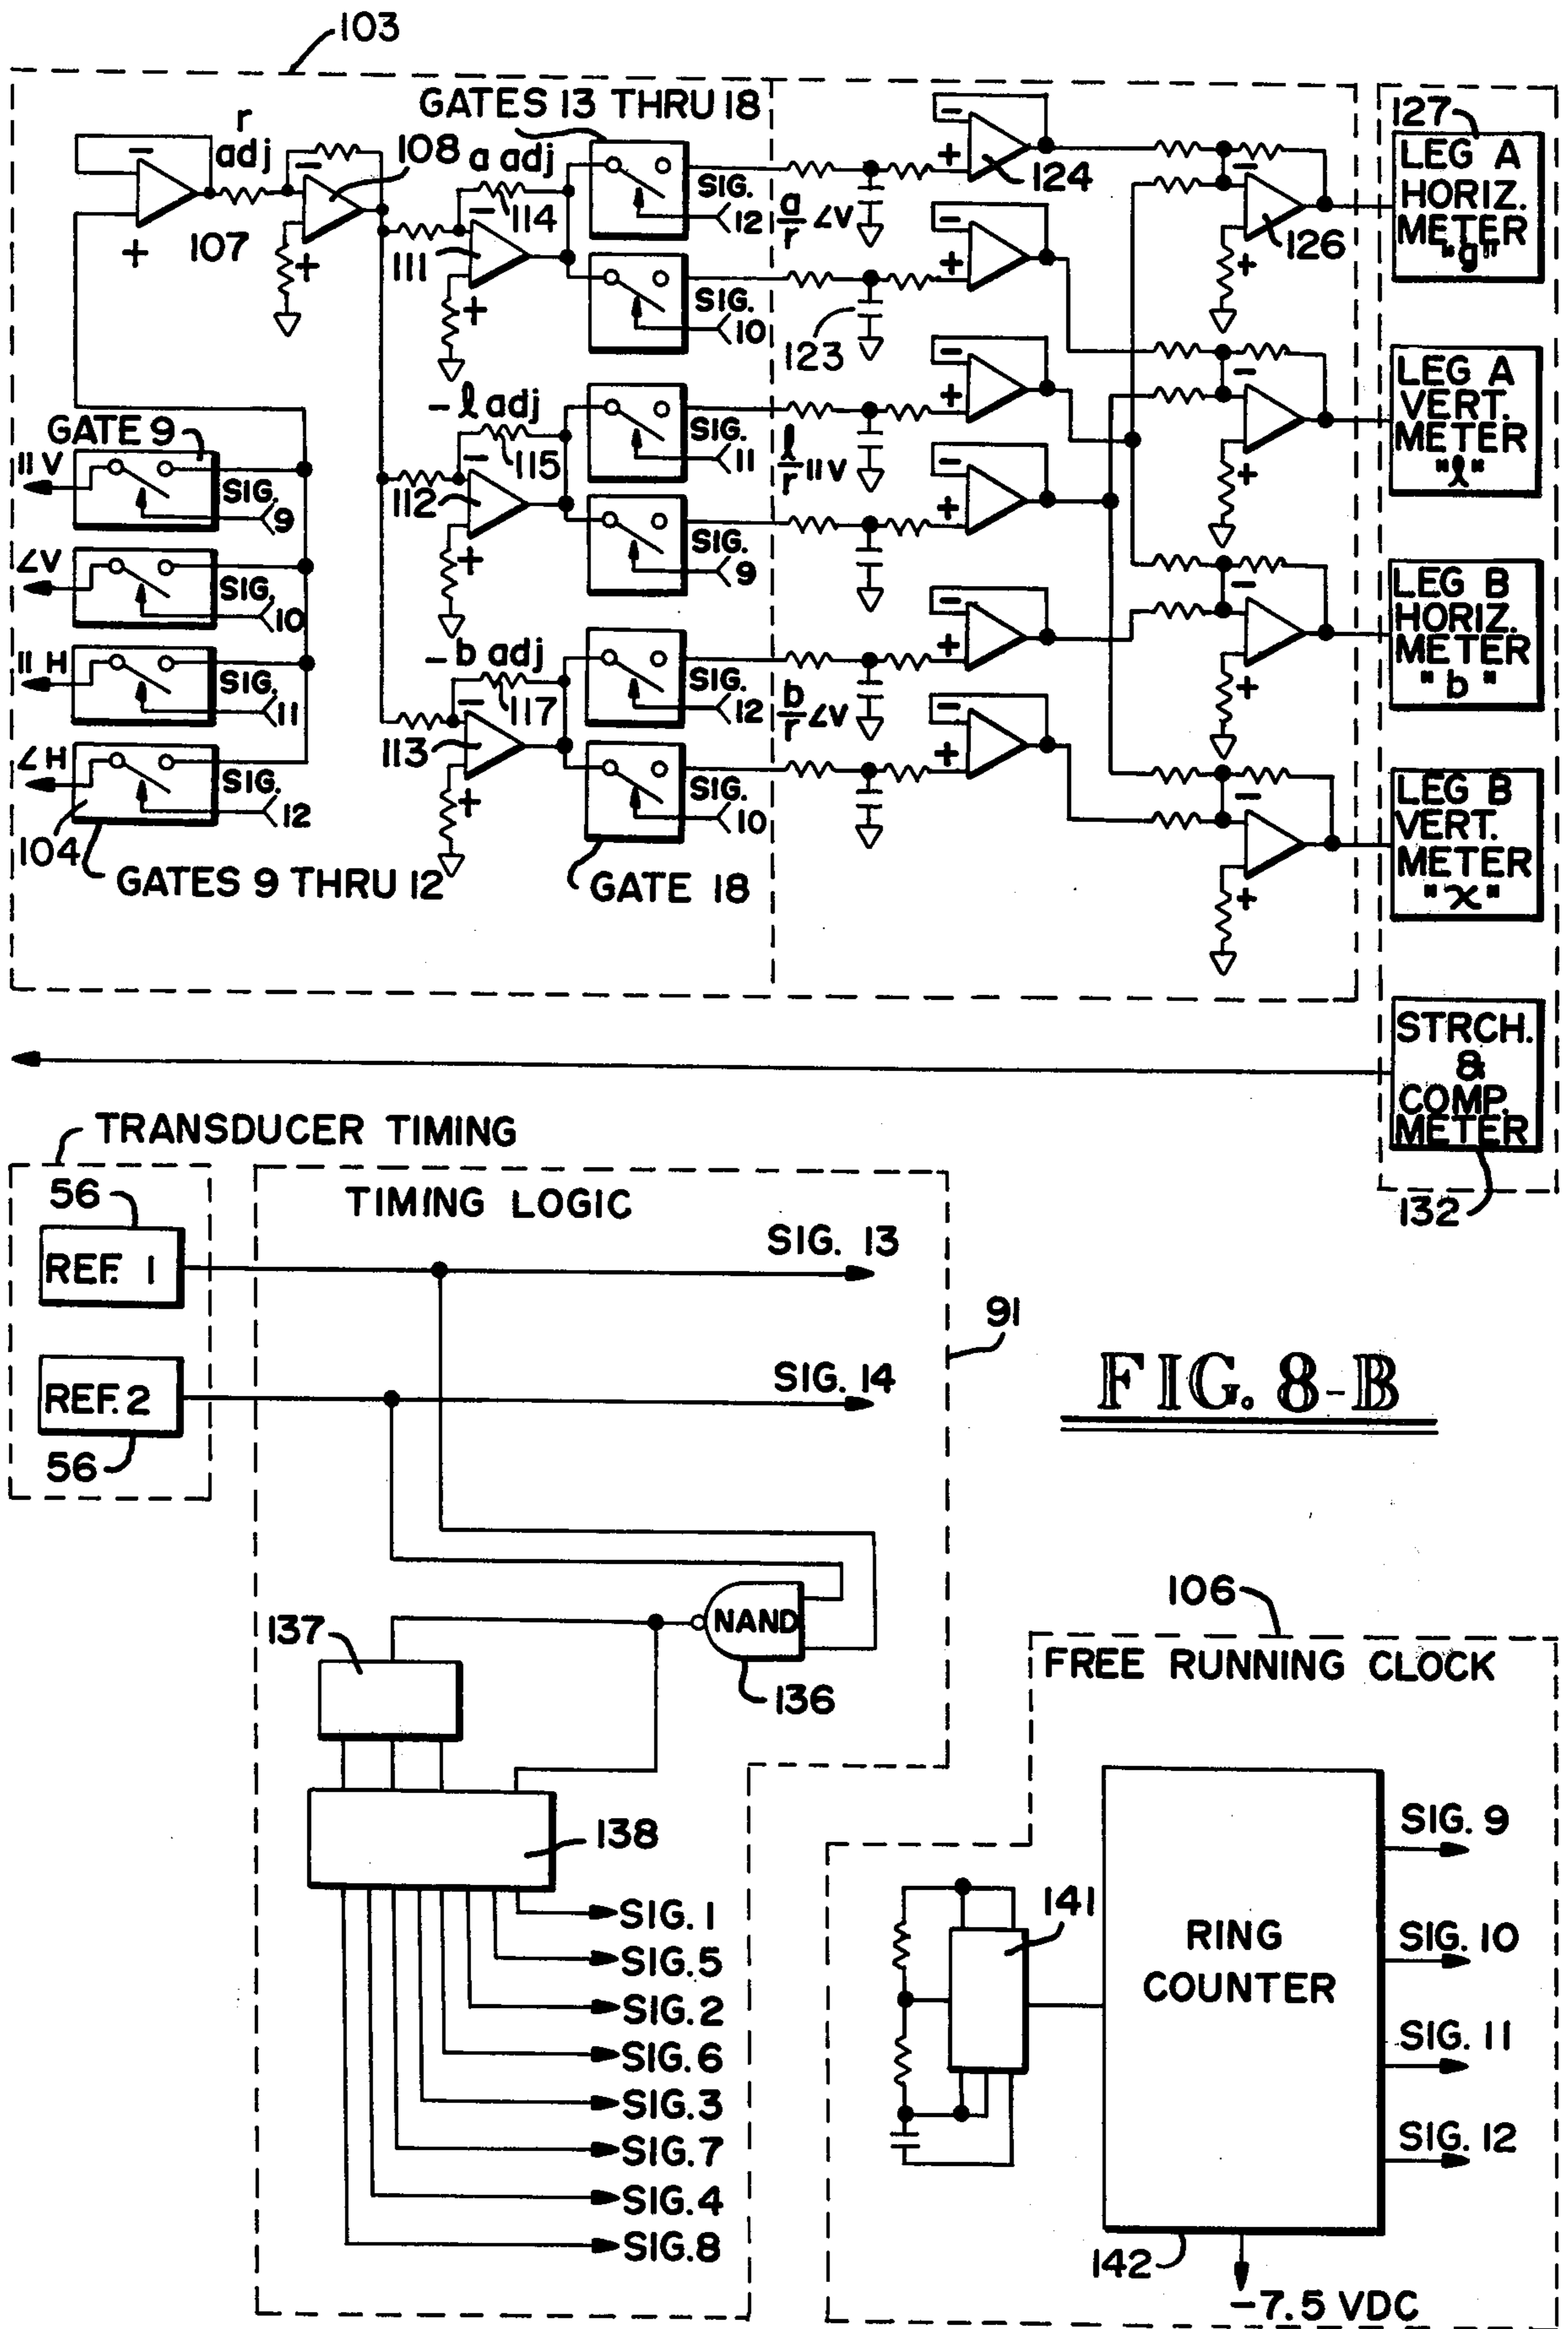 103
GATES 13 THRU 18
r
adj
108
a adj
-
+
107
111
114
SIG.
12
SIG.
10
a/r ∠V
123
124
126
127
LEG A
HORIZ.
METER
"g"
LEG A
VERT.
METER
"ℓ"
LEG B
HORIZ.
METER
"b"
LEG B
VERT.
METER
"x"
STRCH.
&
COMP.
METER
132
GATE 9
|| V
SIG.
9
∠V
SIG.
10
|| H
SIG.
11
∠H
SIG.
12
104
GATES 9 THRU 12
-ℓ adj
115
112
SIG.
11
SIG.
9
ℓ/r || V
-b adj
117
113
SIG.
12
SIG.
10
b/r ∠V
GATE 18
TRANSDUCER TIMING
56
REF. 1
REF. 2
56
TIMING LOGIC
SIG. 13
SIG. 14
91
FIG. 8-B
NAND
136
137
138
SIG. 1
SIG. 5
SIG. 2
SIG. 6
SIG. 3
SIG. 7
SIG. 4
SIG. 8
106
FREE RUNNING CLOCK
141
RING
COUNTER
142
SIG. 9
SIG. 10
SIG. 11
SIG. 12
-7.5 VDC